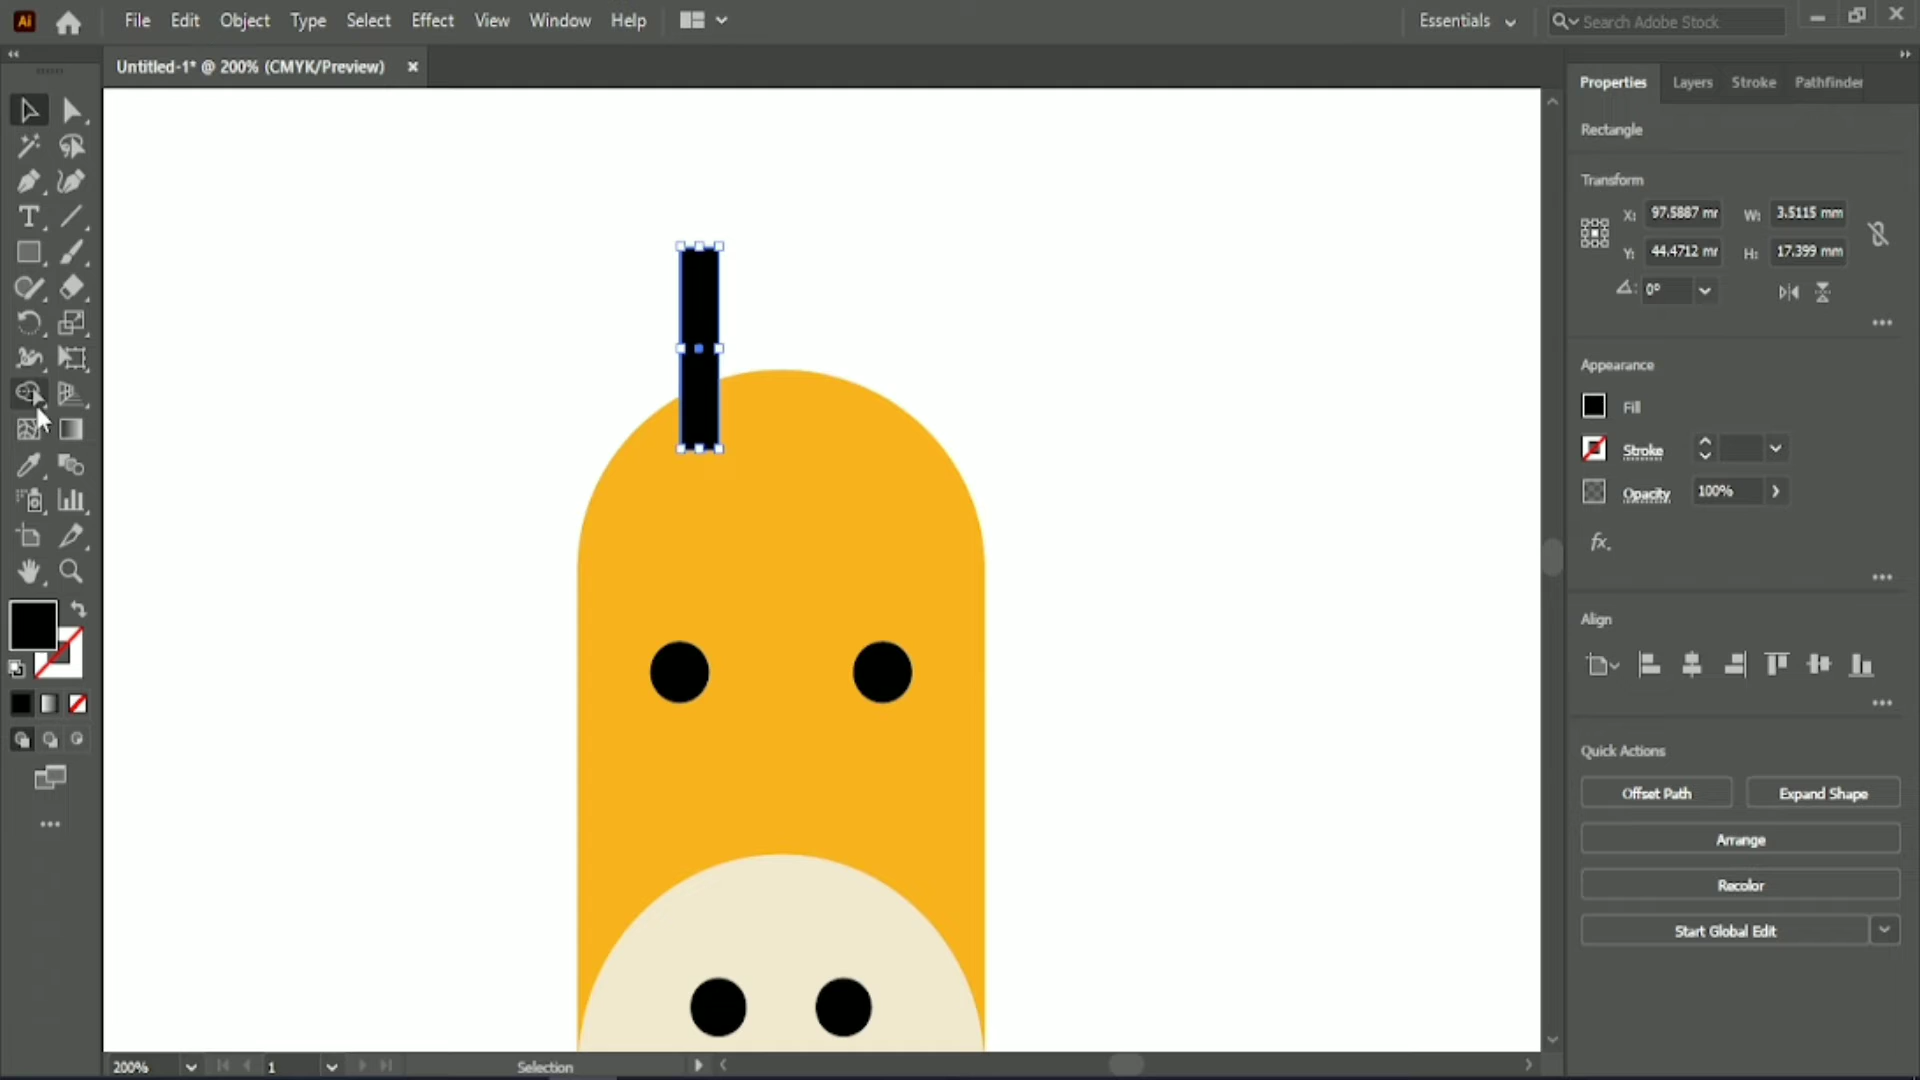 Ai File Edit Object Type Select Effect View Window Help Essentials Search Adobe Stock
Untitled-1* @ 200% (CMYK/Preview) ×
Properties Layers Stroke Pathfinder
Rectangle
Transform
X: 97.5887 mr W: 3.5115 mm
Y: 44.4712 mr H: 17.399 mm
0°
Appearance
Fill
Stroke
Opacity 100%
fx.
Align
Quick Actions
Offset Path Expand Shape
Arrange
Recolor
Start Global Edit
200% 1 Selection